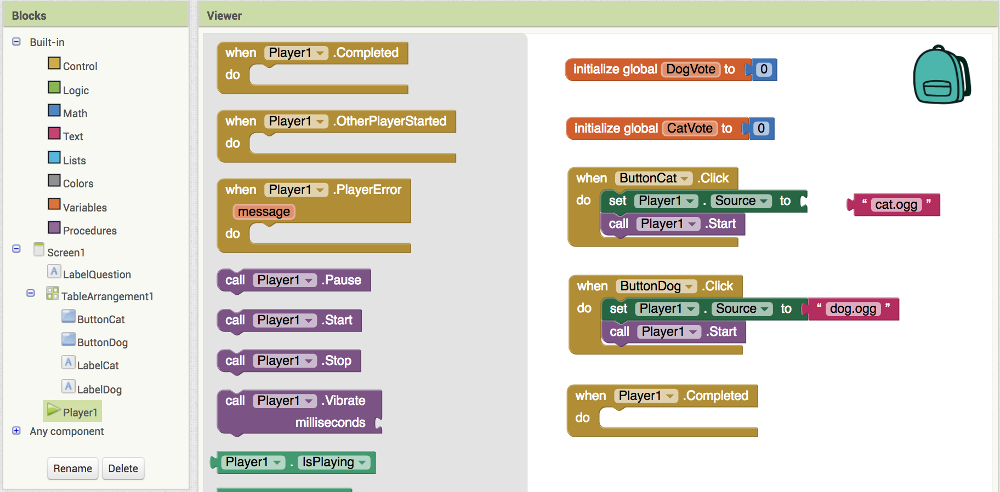 Blocks
Built-in
Control
Logic
Math
Text
Lists
Colors
Variables
Procedures
Screen1
LabelQuestion
TableArrangement1
ButtonCat
ButtonDog
LabelCat
LabelDog
Player1
Any component
Rename Delete
Viewer
when Player1 .Completed
do
when Player1 .OtherPlayerStarted
do
when Player1 .PlayerError
message
do
call Player1 .Pause
call Player1 .Start
call Player1 .Stop
call Player1 .Vibrate
milliseconds
Player1 . IsPlaying
initialize global DogVote to 0
initialize global CatVote to 0
when ButtonCat .Click
do set Player1 . Source to “ cat.ogg ”
call Player1 .Start
when ButtonDog .Click
do set Player1 . Source to “ dog.ogg ”
call Player1 .Start
when Player1 .Completed
do